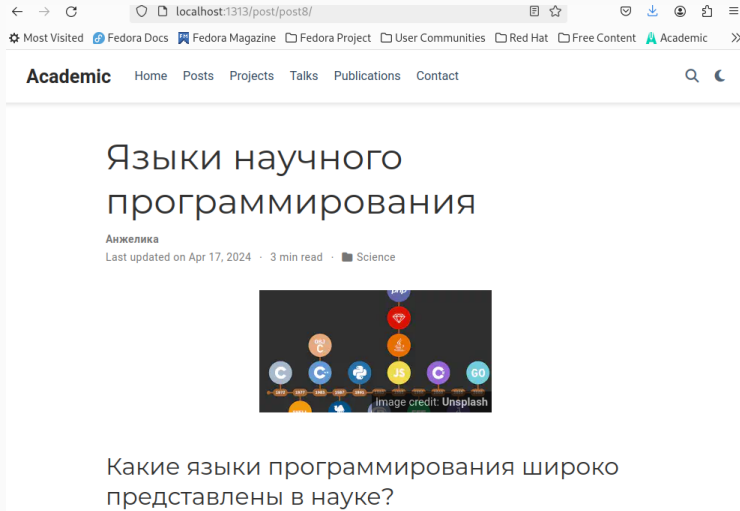 localhost:1313/post/post8/
Most Visited Fedora Docs Fedora Magazine Fedora Project User Communities Red Hat Free Content Academic
Academic Home Posts Projects Talks Publications Contact
Языки научного
программирования
Анжелика
Last updated on Apr 17, 2024 · 3 min read · Science
php
C C++ JS C GO
Image credit: Unsplash
Какие языки программирования широко
представлены в науке?